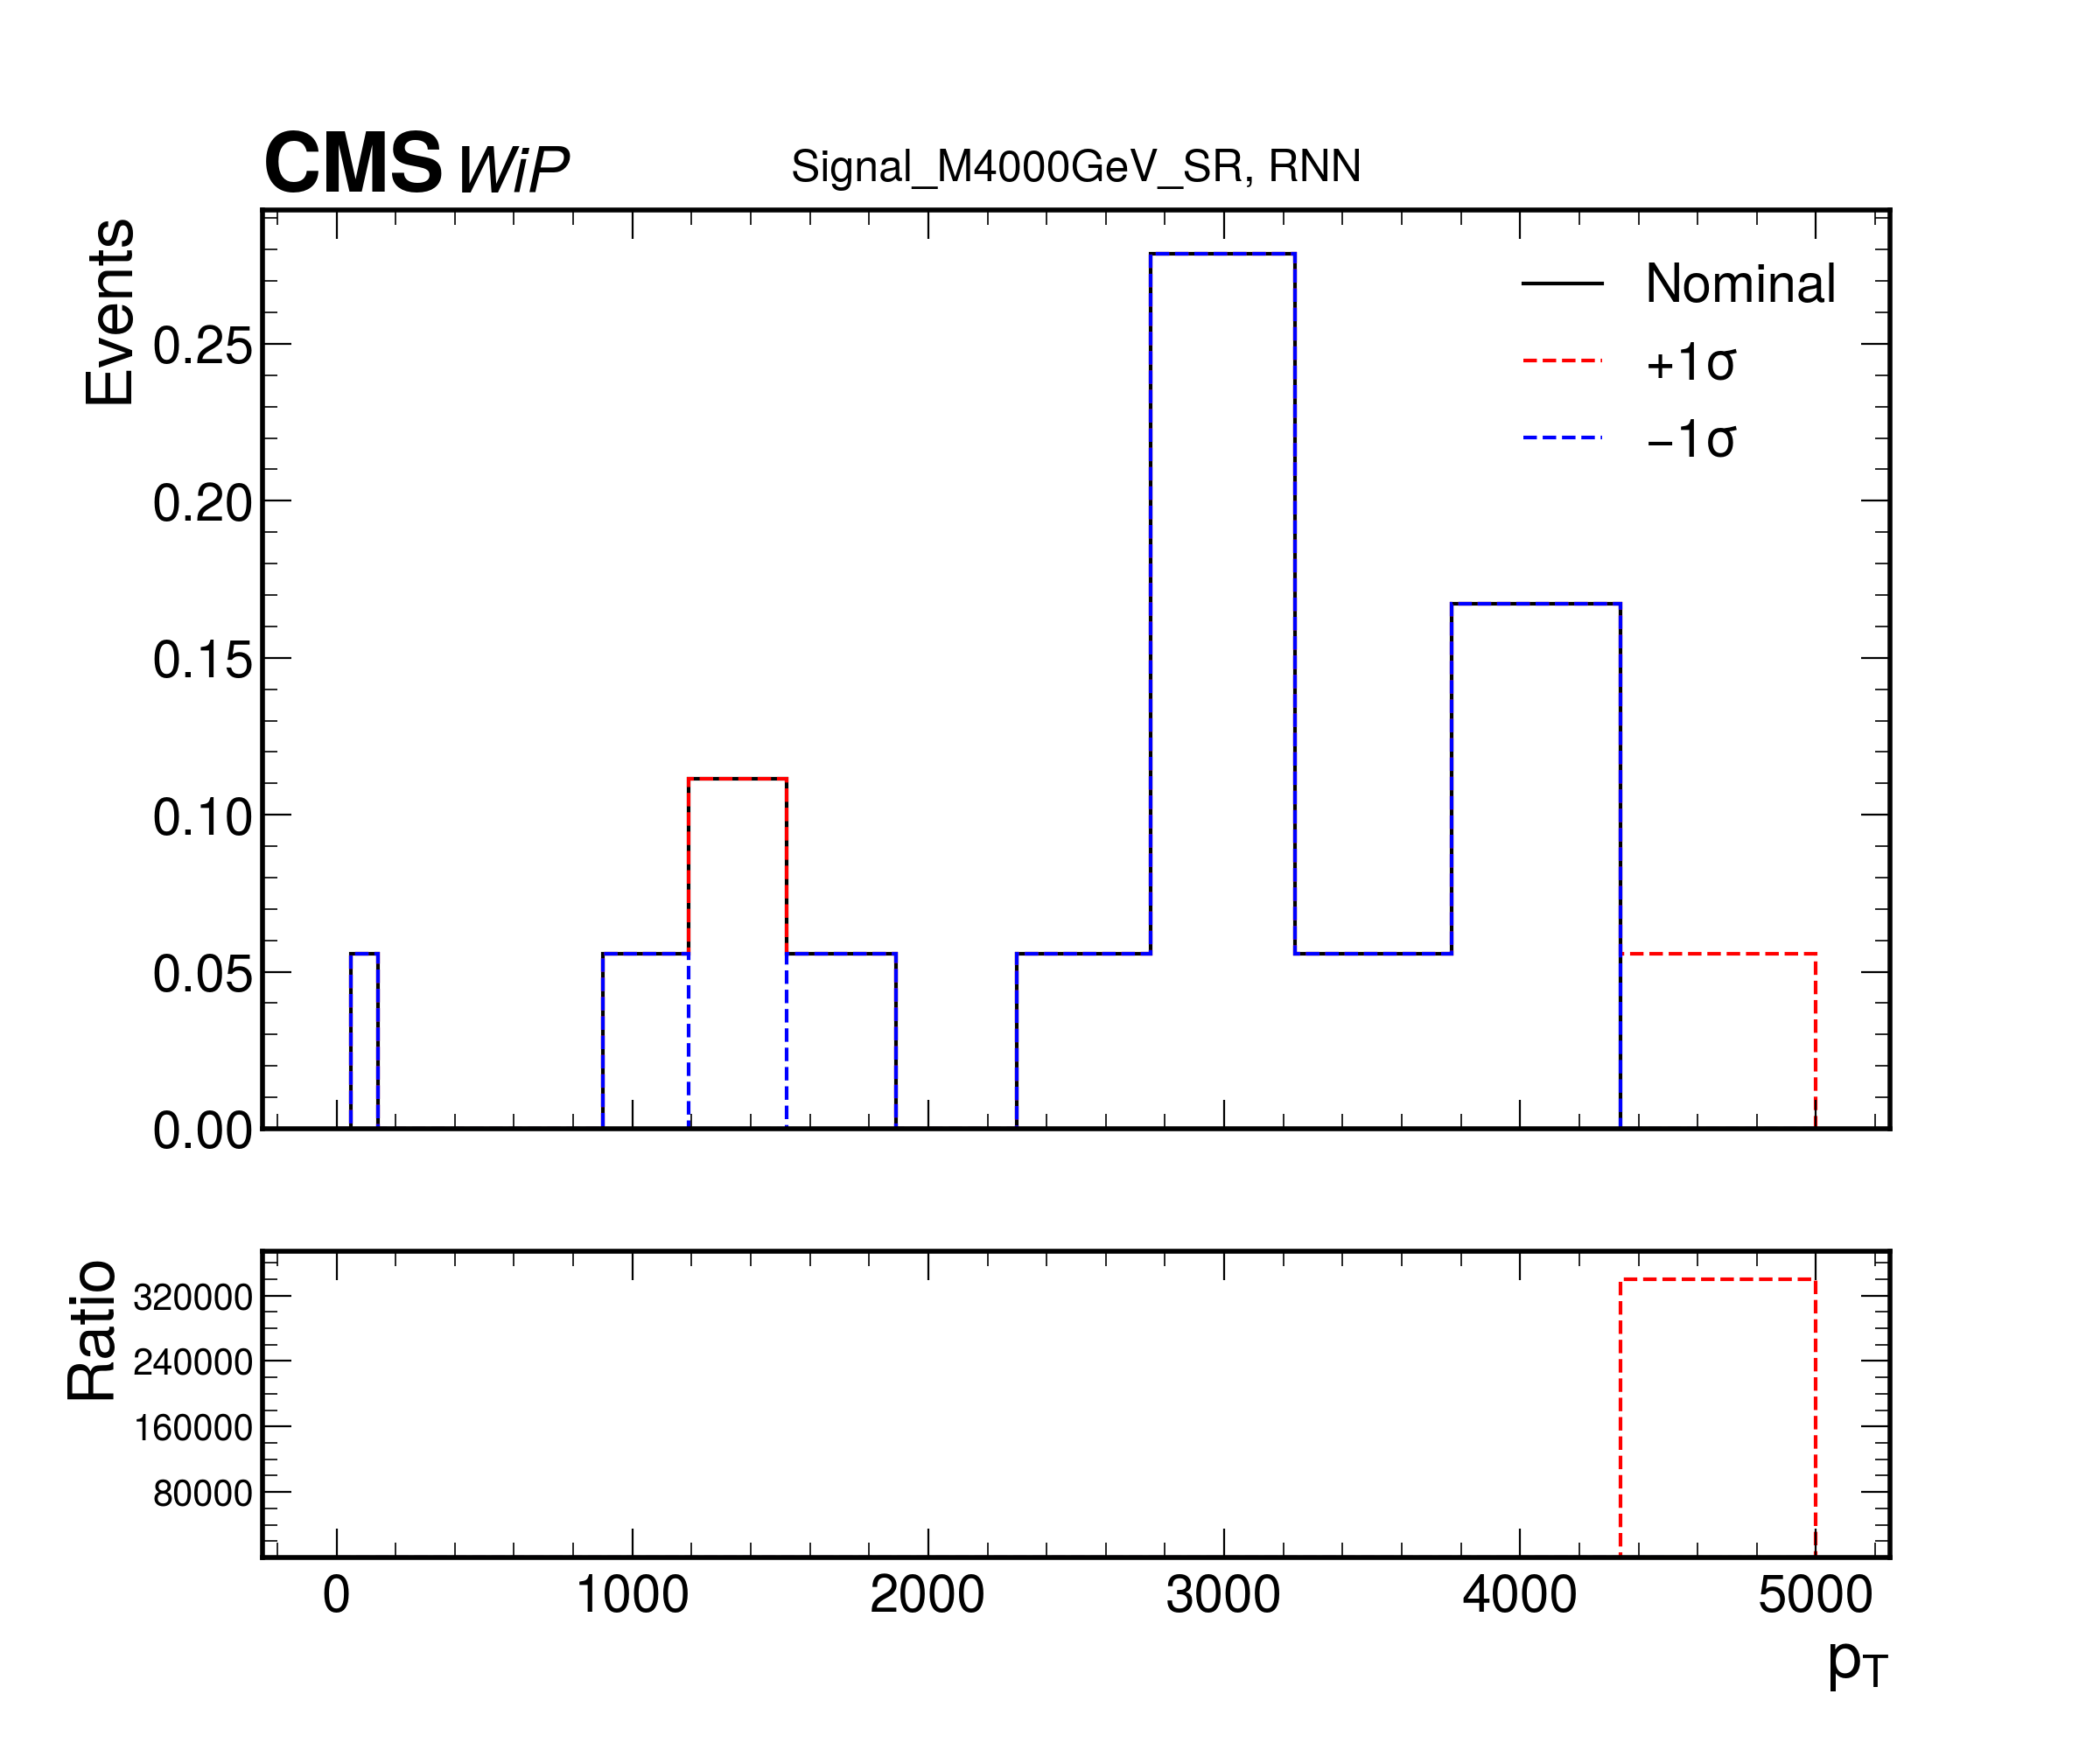 CMS WiP Signal_M4000GeV_SR, RNN
Events
0.25
0.20
0.15
0.10
0.05
0.00
Nominal
+1σ
−1σ
Ratio
320000
240000
160000
80000
0 1000 2000 3000 4000 5000
pT